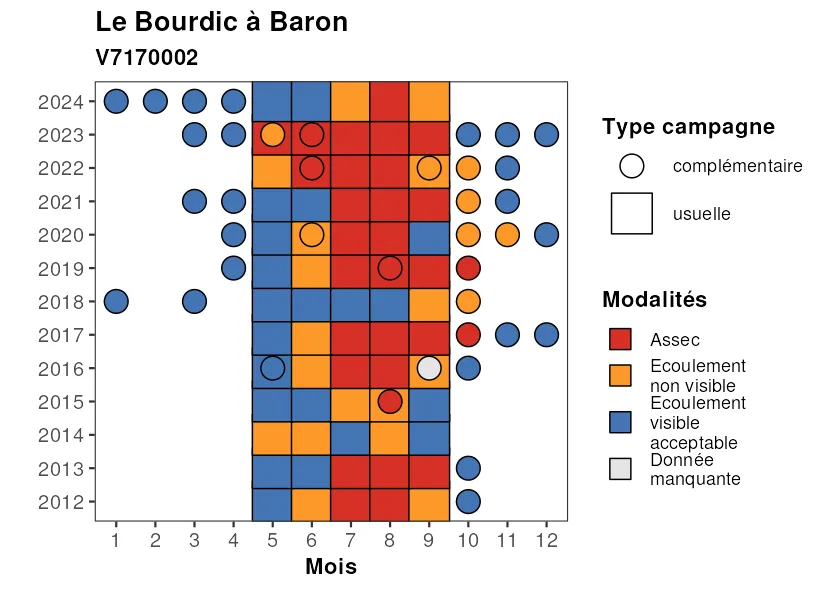 Le Bourdic à Baron
V7170002
2024
2023
2022
2021
2020
2019
2018
2017
2016
2015
2014
2013
2012
1 2 3 4 5 6 7 8 9 10 11 12
Mois
Type campagne
complémentaire
usuelle
Modalités
Assec
Ecoulement
non visible
Ecoulement
visible
acceptable
Donnée
manquante